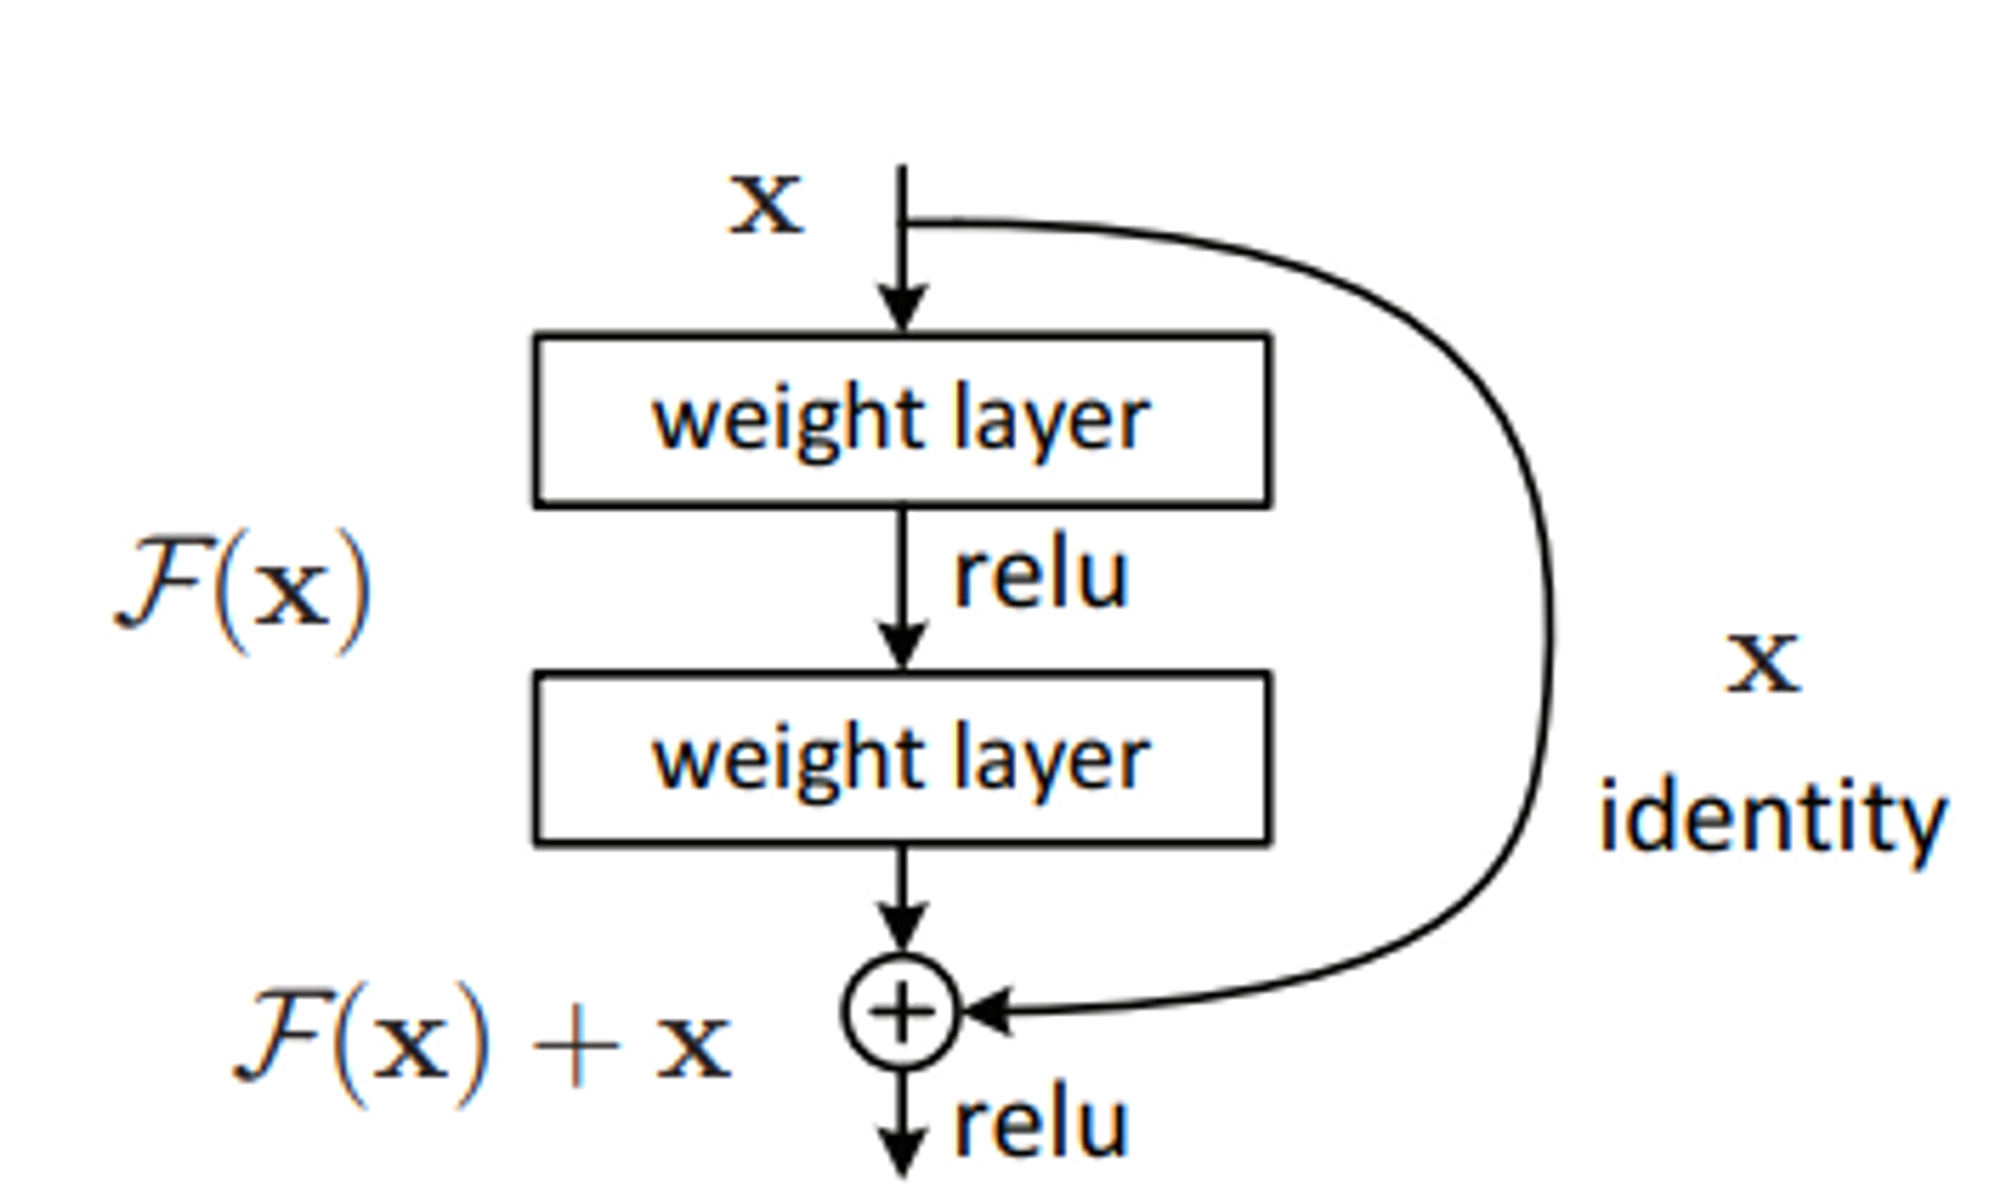 x
weight layer
relu
F(x)
weight layer
x
identity
F(x) + x
+
relu